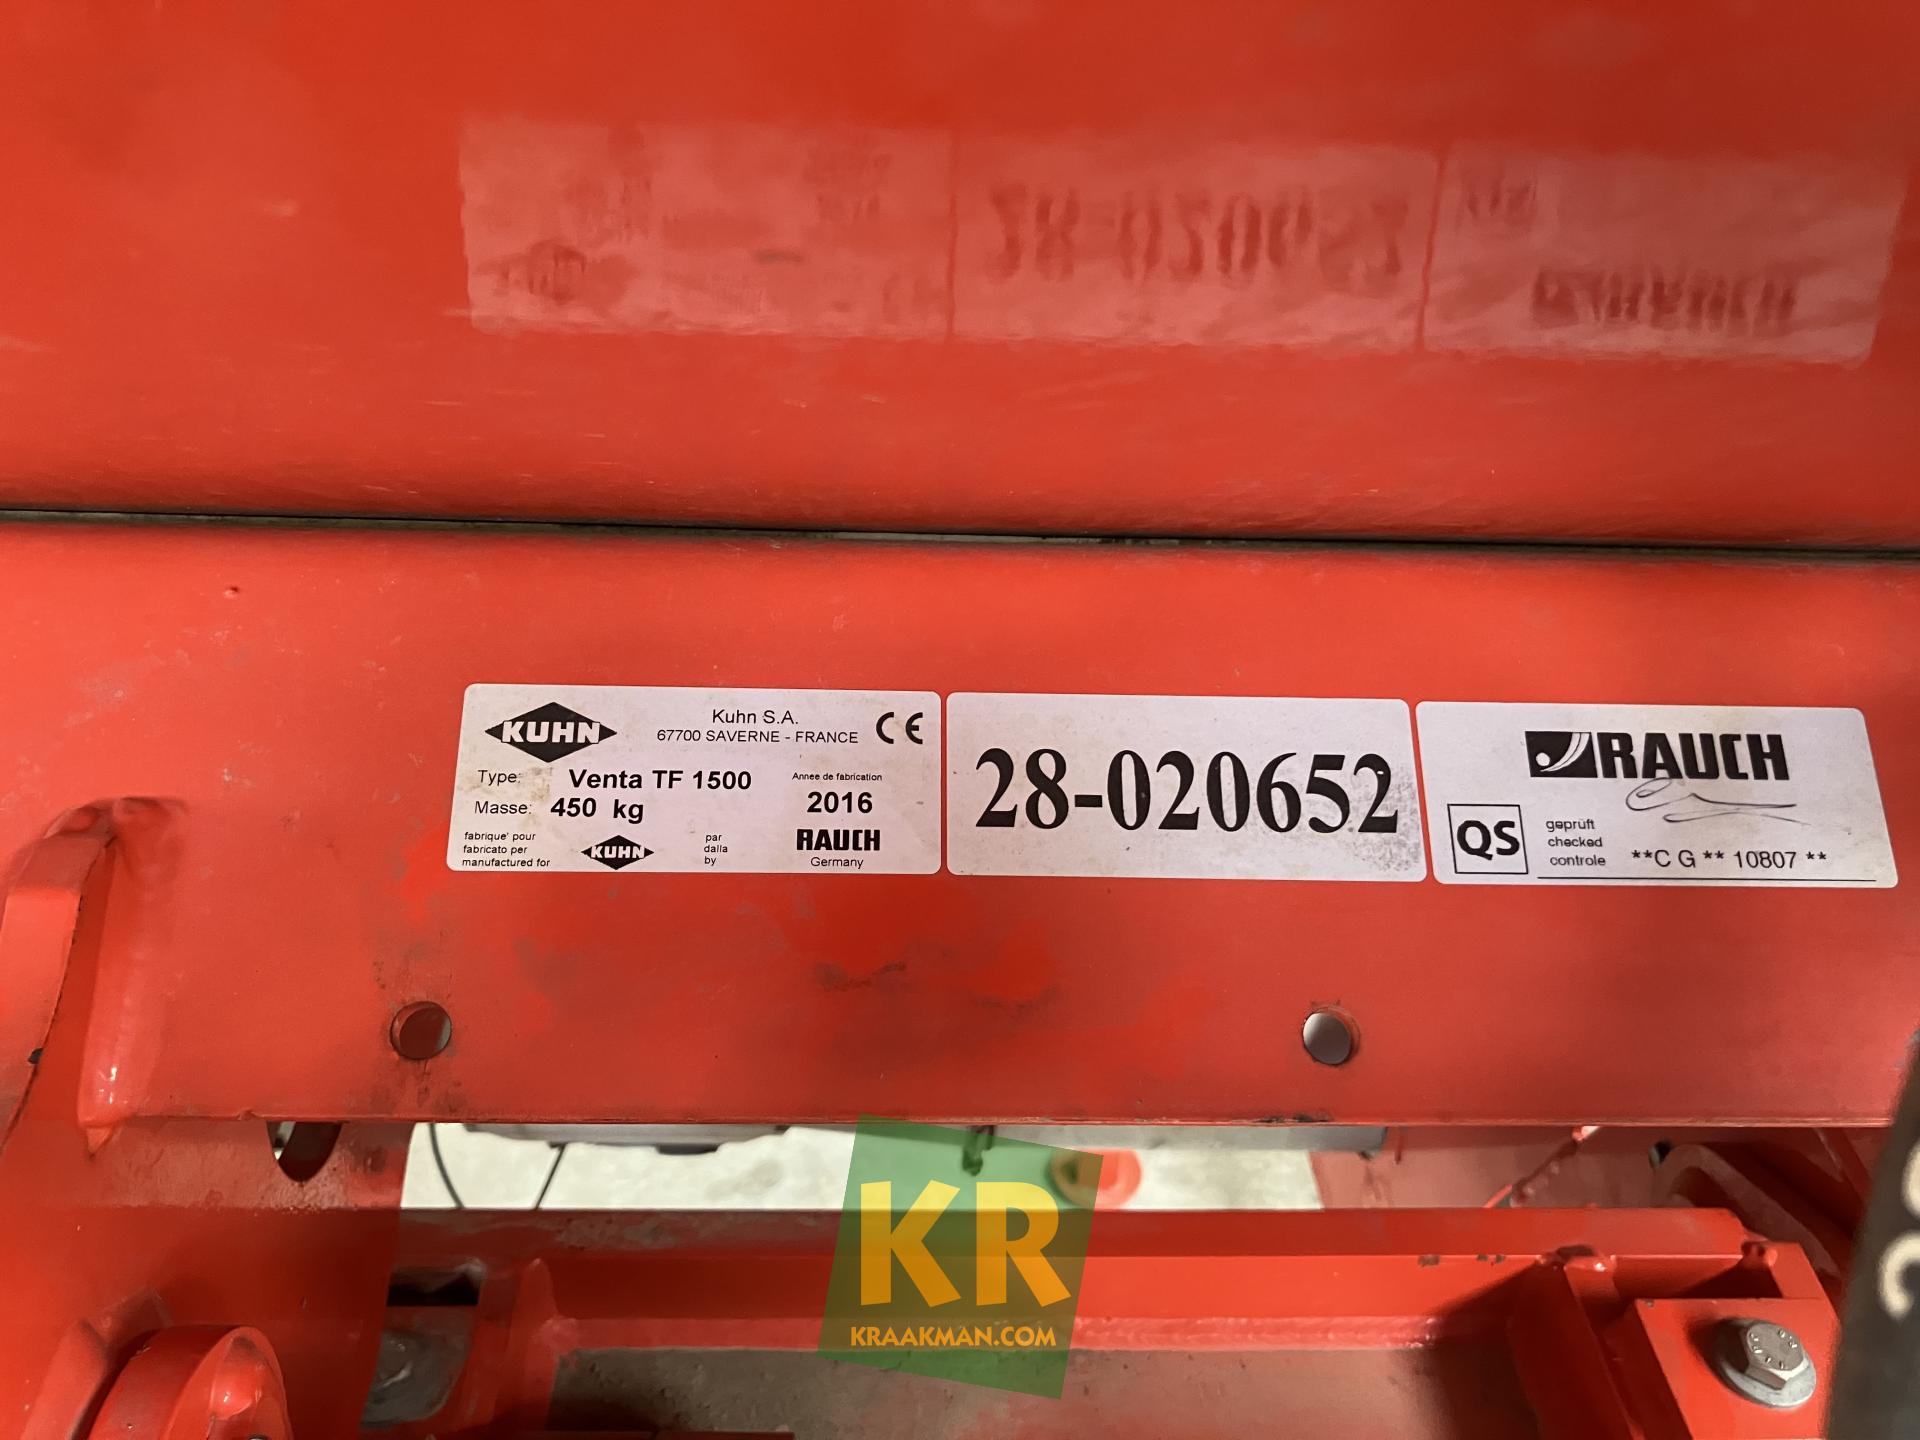 KUHN
Kuhn S.A.
67700 SAVERNE - FRANCE
CE
Type: Venta TF 1500
Annee de fabrication
Masse: 450 kg
2016
fabrique' pour
fabricato per
manufactured for
KUHN
par
dalla
by
RAUCH
Germany
28-020652
RAUCH
QS
geprüft
checked
controle **C G ** 10807 **
KR
KRAAKMAN.COM